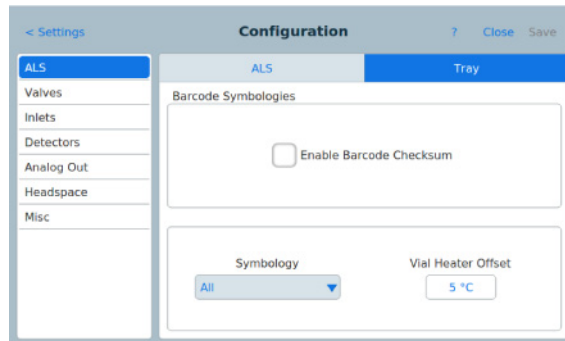 < Settings Configuration ? Close Save
ALS
Valves
Inlets
Detectors
Analog Out
Headspace
Misc
ALS Tray
Barcode Symbologies
Enable Barcode Checksum
Symbology Vial Heater Offset
All 5 °C